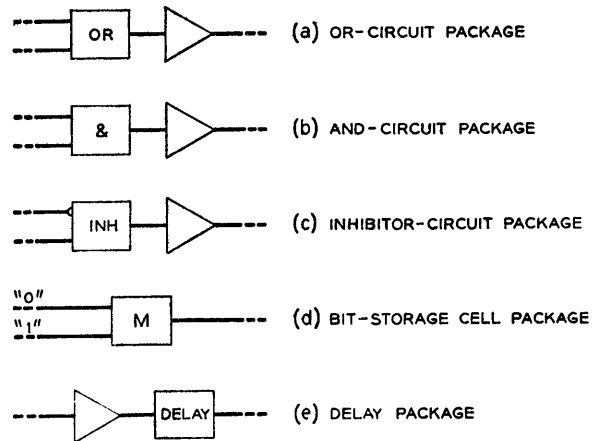 OR (a) OR-CIRCUIT PACKAGE
& (b) AND-CIRCUIT PACKAGE
INH (c) INHIBITOR-CIRCUIT PACKAGE
"0"
"1" M (d) BIT-STORAGE CELL PACKAGE
DELAY (e) DELAY PACKAGE